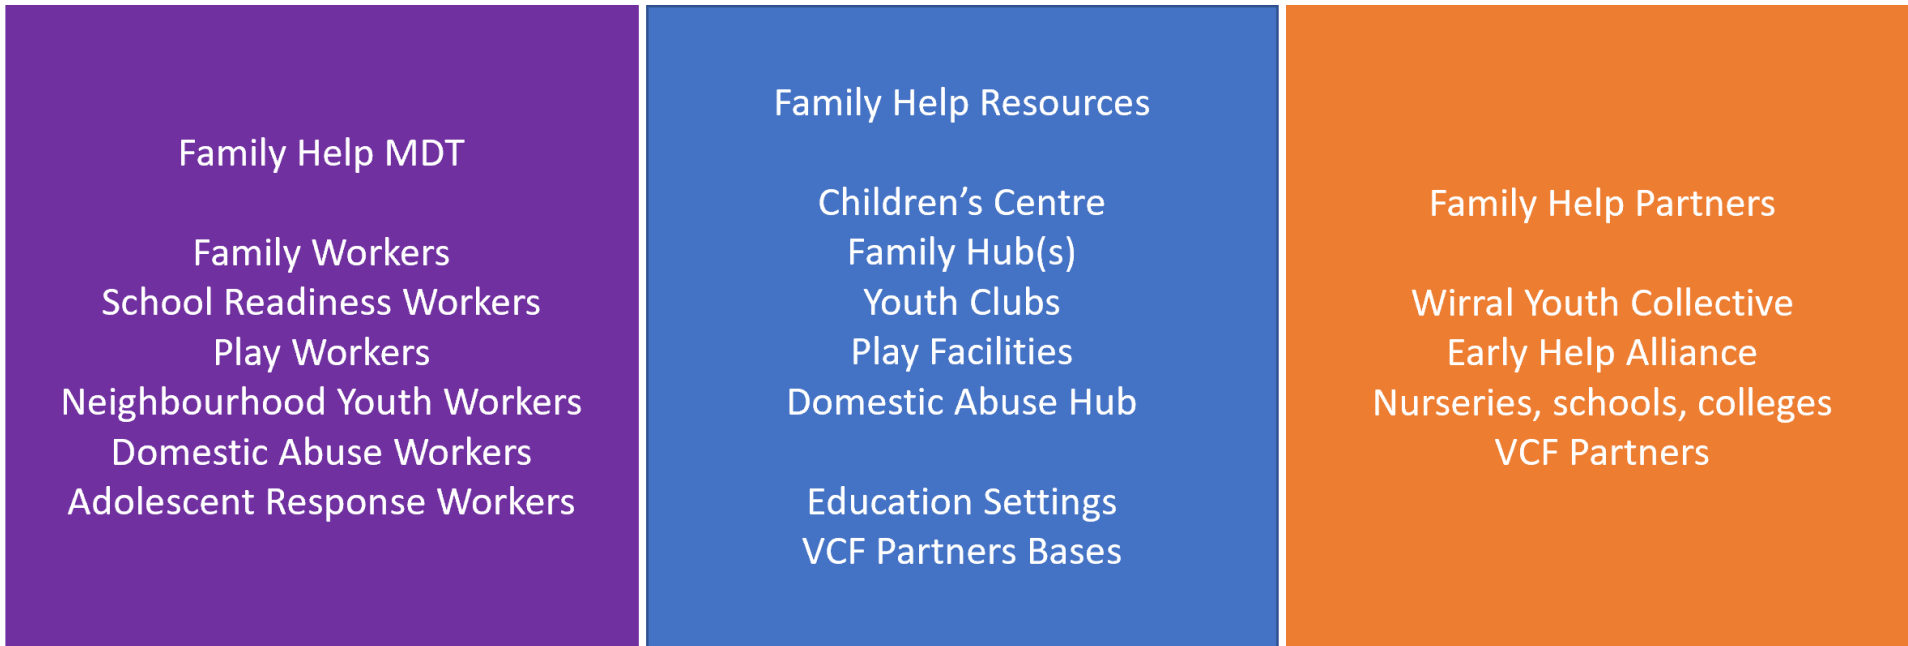 Family Help MDT
Family Workers
School Readiness Workers
Play Workers
Neighbourhood Youth Workers
Domestic Abuse Workers
Adolescent Response Workers
Family Help Resources
Children’s Centre
Family Hub(s)
Youth Clubs
Play Facilities
Domestic Abuse Hub
Education Settings
VCF Partners Bases
Family Help Partners
Wirral Youth Collective
Early Help Alliance
Nurseries, schools, colleges
VCF Partners